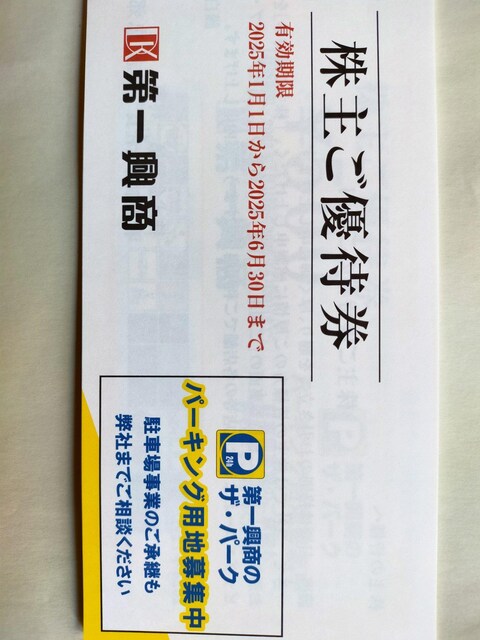 株主ご優待券
有効期限
2025年1月1日から2025年6月30日まで
DK 第一興商
P 24h
第一興商の
ザ・パーク
パーキング用地募集中
駐車場事業のご承継も
弊社までご相談ください